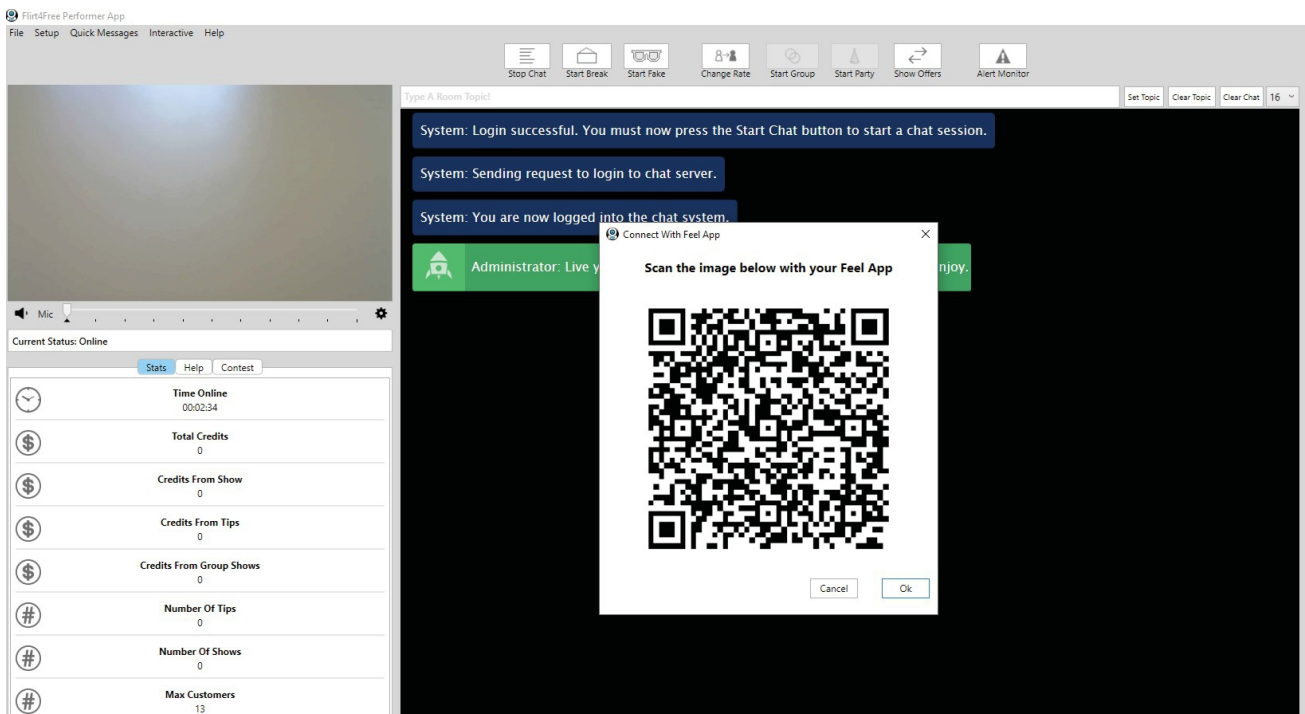 Flirt4Free Performer App
File Setup Quick Messages Interactive Help
Stop Chat Start Break Start Fake Change Rate Start Group Start Party Show Offers Alert Monitor
Type A Room Topic!
Set Topic Clear Topic Clear Chat 16
System: Login successful. You must now press the Start Chat button to start a chat session.
System: Sending request to login to chat server.
System: You are now logged into the chat system.
Administrator: Live y
njoy.
Connect With Feel App
Scan the image below with your Feel App
Cancel Ok
Mic
Current Status: Online
Stats Help Contest
Time Online
00:02:34
Total Credits
0
Credits From Show
0
Credits From Tips
0
Credits From Group Shows
0
Number Of Tips
0
Number Of Shows
0
Max Customers
13